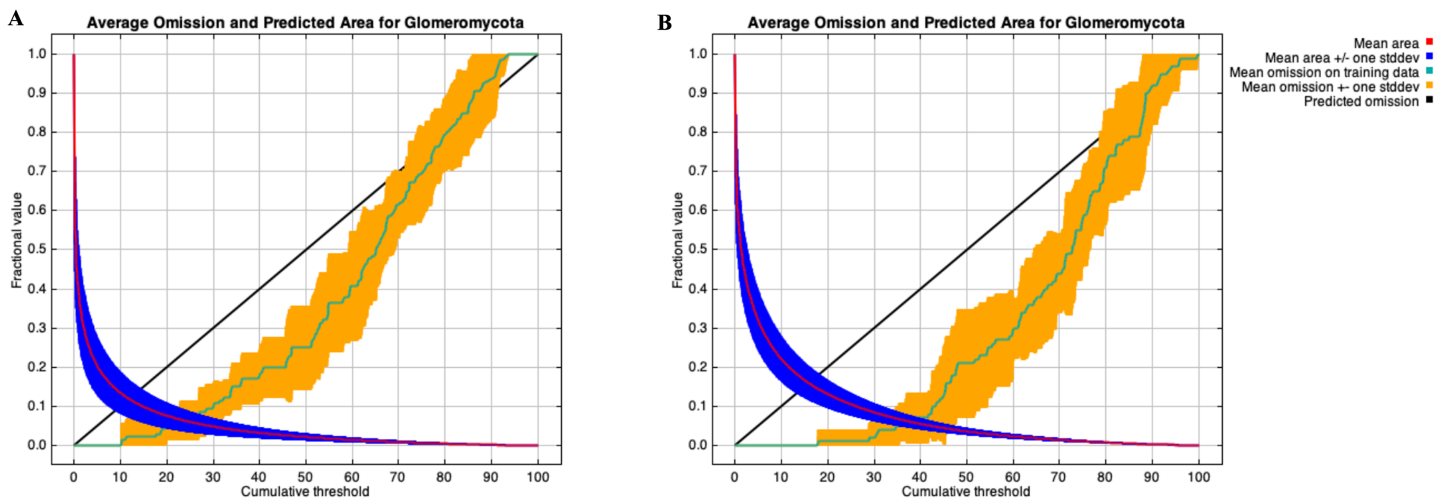 A
Average Omission and Predicted Area for Glomeromycota
1.0
0.9
0.8
0.7
0.6
0.5
0.4
0.3
0.2
0.1
0.0
Fractional value
0 10 20 30 40 50 60 70 80 90 100
Cumulative threshold
B
Average Omission and Predicted Area for Glomeromycota
1.0
0.9
0.8
0.7
0.6
0.5
0.4
0.3
0.2
0.1
0.0
Fractional value
0 10 20 30 40 50 60 70 80 90 100
Cumulative threshold
Mean area
Mean area +/- one stddev
Mean omission on training data
Mean omission +- one stddev
Predicted omission